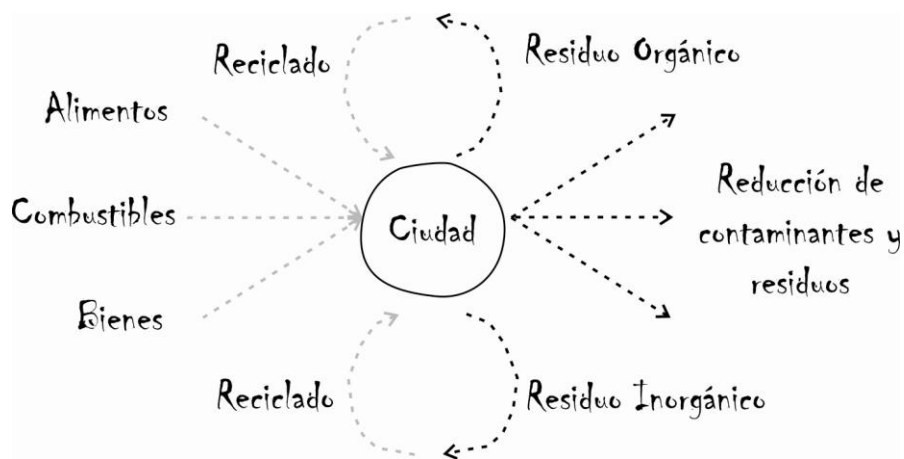 Reciclado
Residuo Orgánico
Alimentos
Combustibles
Ciudad
Reducción de
contaminantes y
residuos
Bienes
Reciclado
Residuo Inorgánico